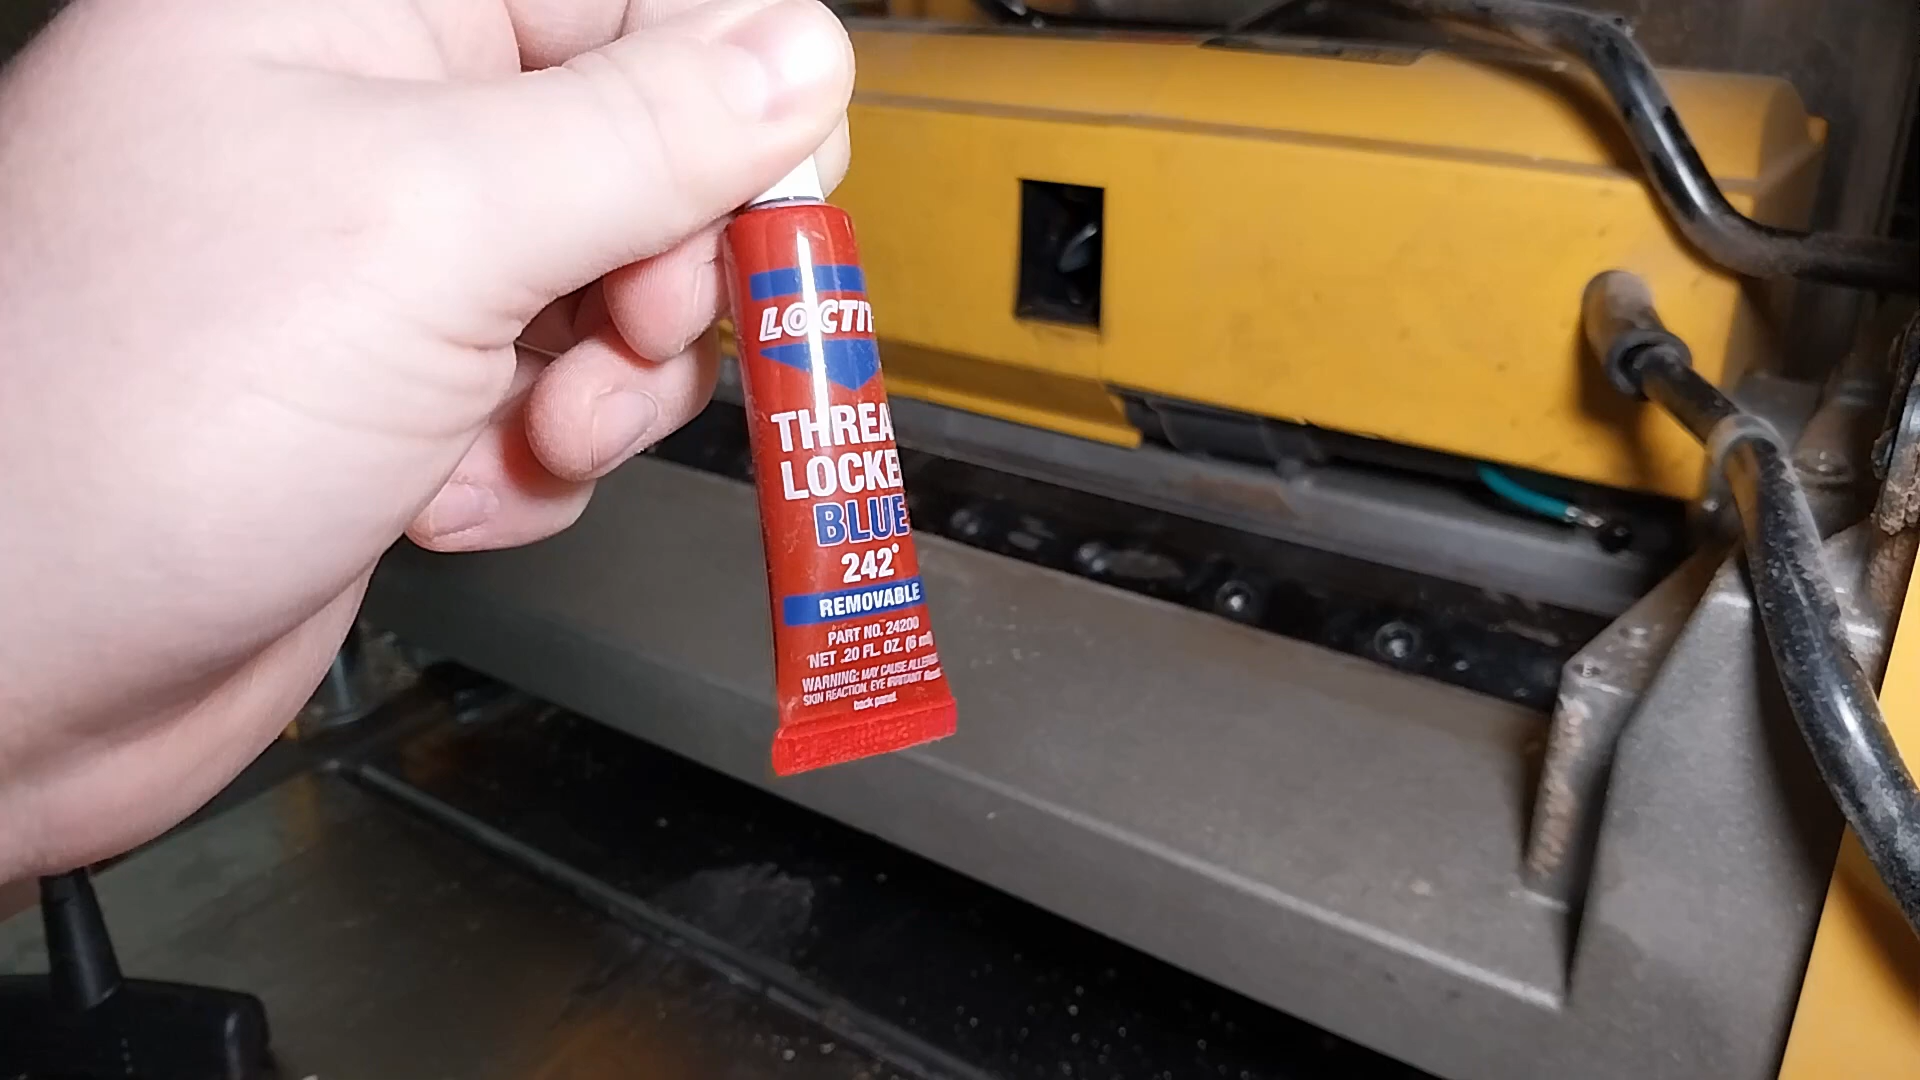 LOCTIT
THREA
LOCKE
BLUE
242
REMOVABLE
PART NO. 24200
NET .20 FL. OZ. (6 ml)
WARNING: MAY CAUSE ALLERGI
SKIN REACTION. EYE IRRITANT. Read
back panel.